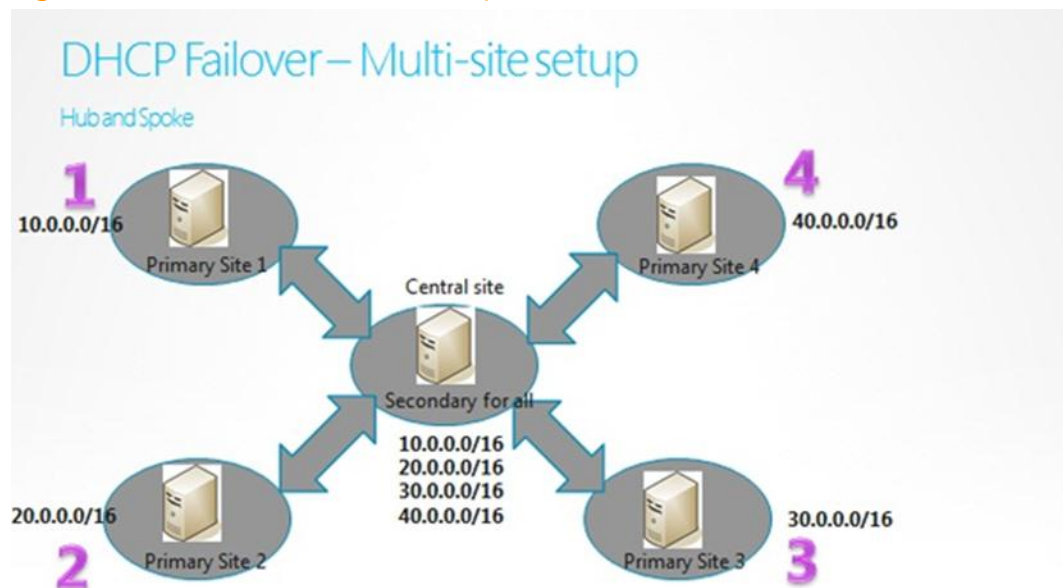 DHCP Failover – Multi-site setup
Hub and Spoke
1
10.0.0.0/16
Primary Site 1
4
40.0.0.0/16
Primary Site 4
Central site
Secondary for all
10.0.0.0/16
20.0.0.0/16
30.0.0.0/16
40.0.0.0/16
20.0.0.0/16
Primary Site 2
2
30.0.0.0/16
Primary Site 3
3